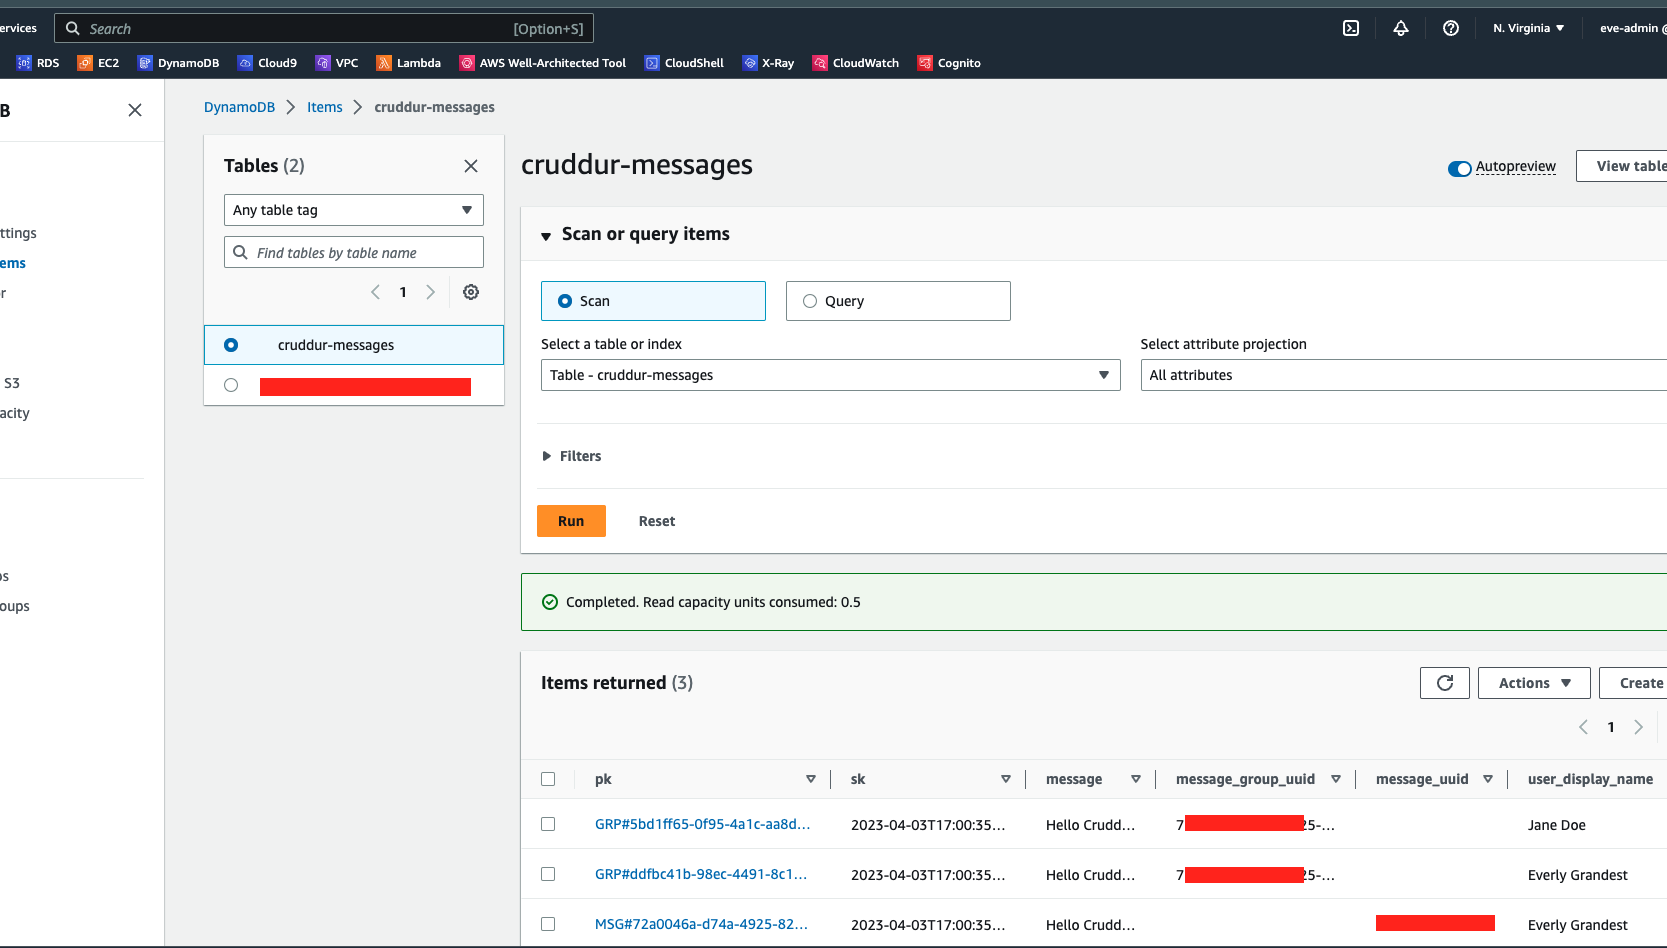 ervices Search [Option+S] N. Virginia eve-admin @
RDS EC2 DynamoDB Cloud9 VPC Lambda AWS Well-Architected Tool CloudShell X-Ray CloudWatch Cognito
B
ttings
ems
r
S3
acity
os
oups
DynamoDB > Items > cruddur-messages
Tables (2)
Any table tag
Find tables by table name
1
cruddur-messages
cruddur-messages
Autopreview View table
Scan or query items
Scan Query
Select a table or index Select attribute projection
Table - cruddur-messages All attributes
Filters
Run Reset
Completed. Read capacity units consumed: 0.5
Items returned (3) Actions Create
1
pk sk message message_group_uuid message_uuid user_display_name
GRP#5bd1ff65-0f95-4a1c-aa8d... 2023-04-03T17:00:35... Hello Crudd... 7 25-... Jane Doe
GRP#ddfbc41b-98ec-4491-8c1... 2023-04-03T17:00:35... Hello Crudd... 7 25-... Everly Grandest
MSG#72a0046a-d74a-4925-82... 2023-04-03T17:00:35... Hello Crudd... Everly Grandest